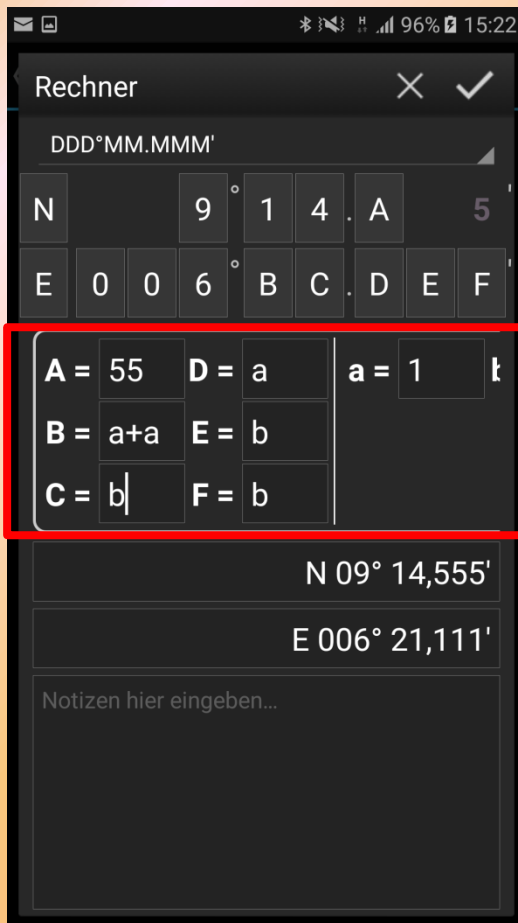 96% 15:22
Rechner
DDD°MM.MMM'
N 9 ° 1 4 . A 5 '
E 0 0 6 ° B C . D E F '
A = 55 D = a a = 1
B = a+a E = b
C = b F = b
N 09° 14,555'
E 006° 21,111'
Notizen hier eingeben...